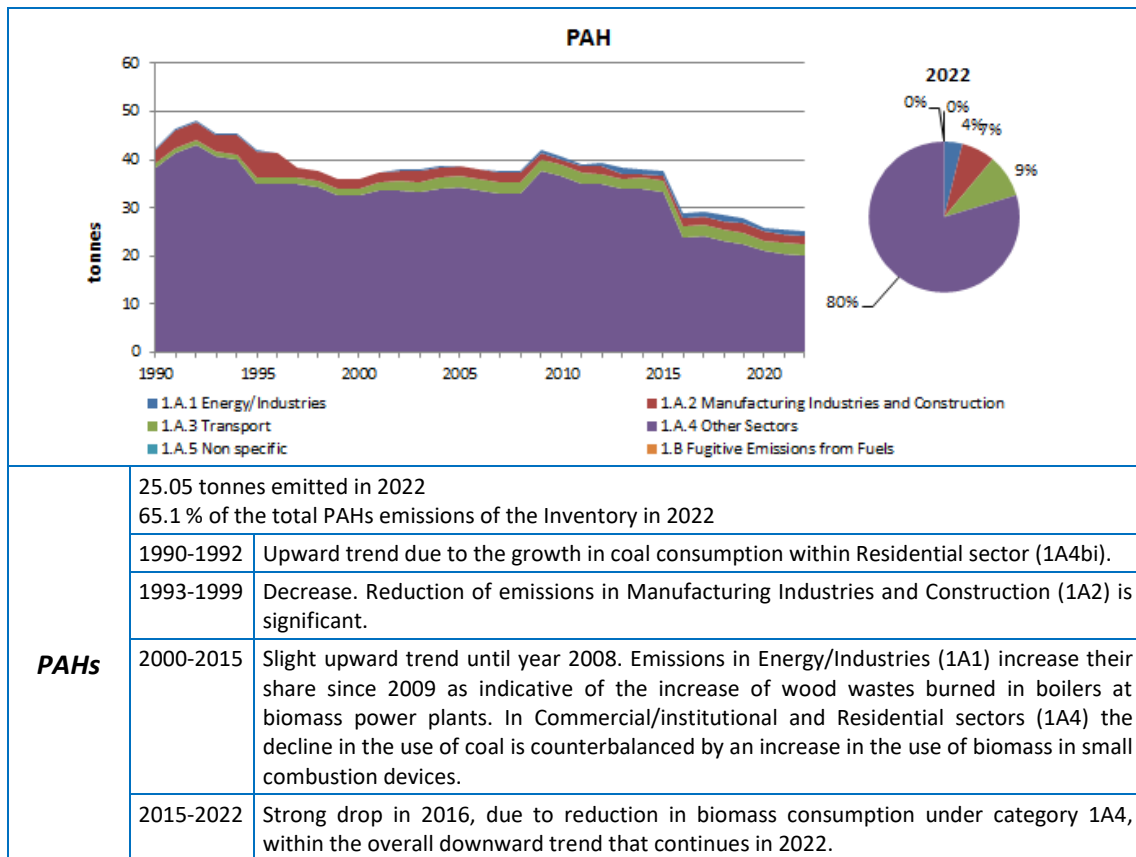 PAH
60
50
40
30
20
10
0
tonnes
1990
1995
2000
2005
2010
2015
2020
2022
0%
0%
4%
7%
9%
80%
1.A.1 Energy/Industries
1.A.2 Manufacturing Industries and Construction
1.A.3 Transport
1.A.4 Other Sectors
1.A.5 Non specific
1.B Fugitive Emissions from Fuels
PAHs
25.05 tonnes emitted in 2022
65.1 % of the total PAHs emissions of the Inventory in 2022
1990-1992
Upward trend due to the growth in coal consumption within Residential sector (1A4bi).
1993-1999
Decrease. Reduction of emissions in Manufacturing Industries and Construction (1A2) is
significant.
2000-2015
Slight upward trend until year 2008. Emissions in Energy/Industries (1A1) increase their
share since 2009 as indicative of the increase of wood wastes burned in boilers at
biomass power plants. In Commercial/institutional and Residential sectors (1A4) the
decline in the use of coal is counterbalanced by an increase in the use of biomass in small
combustion devices.
2015-2022
Strong drop in 2016, due to reduction in biomass consumption under category 1A4,
within the overall downward trend that continues in 2022.